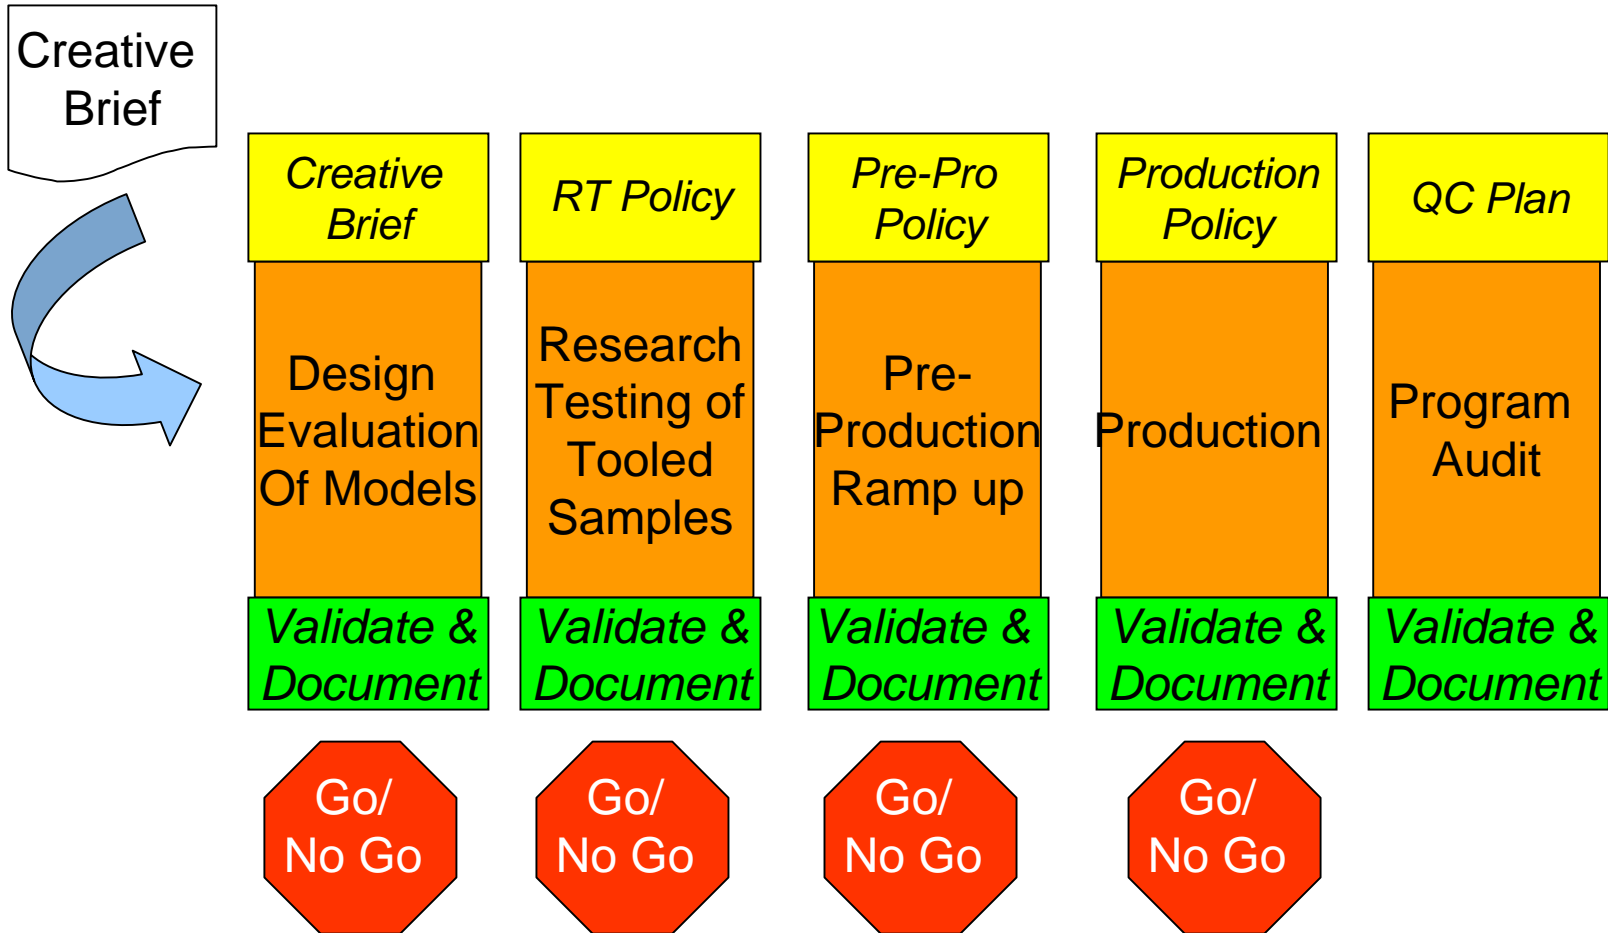 Creative
Brief
Creative
Brief
RT Policy
Pre-Pro
Policy
Production
Policy
QC Plan
Design
Evaluation
Of Models
Research
Testing of
Tooled
Samples
Pre-
Production
Ramp up
Production
Program
Audit
Validate &
Document
Validate &
Document
Validate &
Document
Validate &
Document
Validate &
Document
Go/
No Go
Go/
No Go
Go/
No Go
Go/
No Go